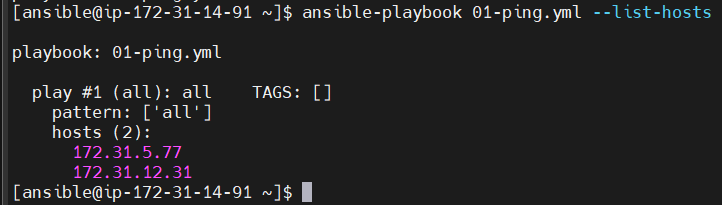 [ansible@ip-172-31-14-91 ~]$ ansible-playbook 01-ping.yml --list-hosts
playbook: 01-ping.yml
play #1 (all): all    TAGS: []
pattern: ['all']
hosts (2):
172.31.5.77
172.31.12.31
[ansible@ip-172-31-14-91 ~]$